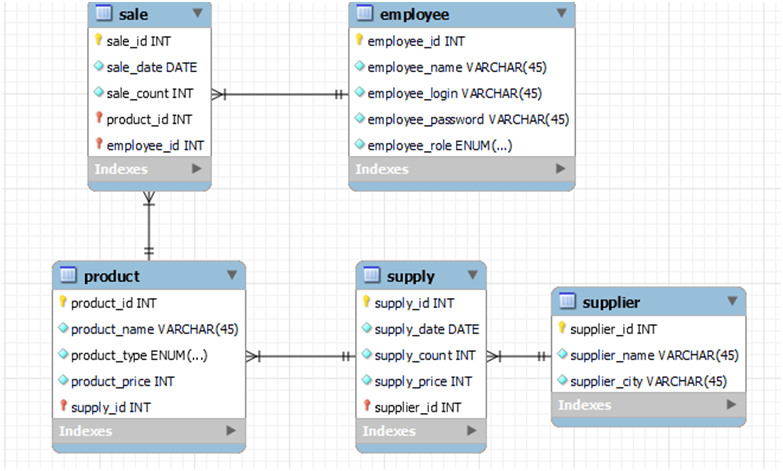 sale
sale_id INT
sale_date DATE
sale_count INT
product_id INT
employee_id INT
Indexes
employee
employee_id INT
employee_name VARCHAR(45)
employee_login VARCHAR(45)
employee_password VARCHAR(45)
employee_role ENUM(...)
Indexes
product
product_id INT
product_name VARCHAR(45)
product_type ENUM(...)
product_price INT
supply_id INT
Indexes
supply
supply_id INT
supply_date DATE
supply_count INT
supply_price INT
supplier_id INT
Indexes
supplier
supplier_id INT
supplier_name VARCHAR(45)
supplier_city VARCHAR(45)
Indexes